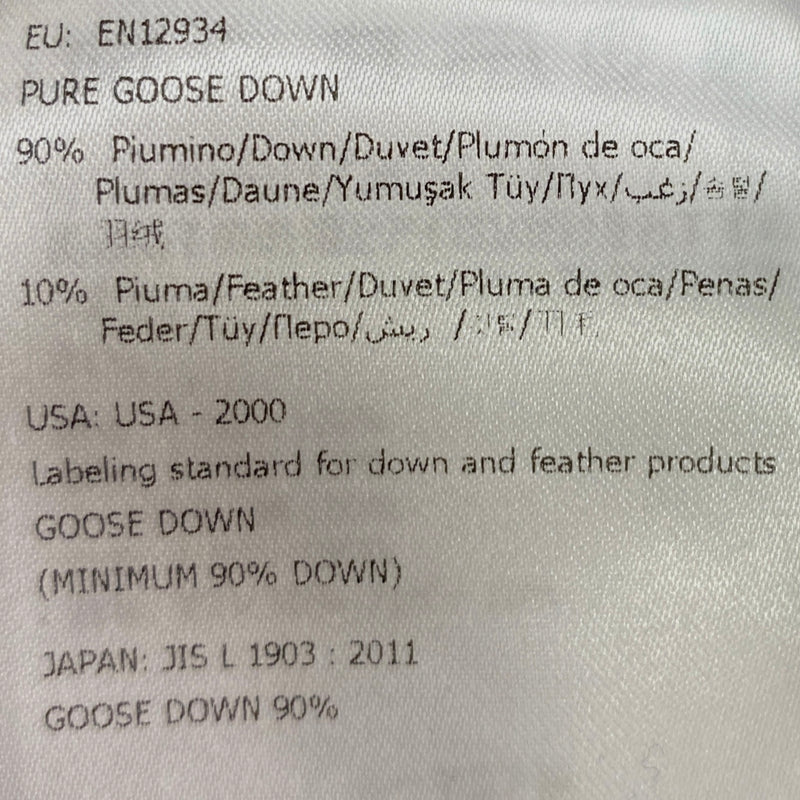 EU: EN12934
PURE GOOSE DOWN
90% Piumino/Down/Duvet/Plumón de oca/
Plumas/Daune/Yumuşak Tüy/Пух/زغب/솜털/
羽绒
10% Piuma/Feather/Duvet/Pluma de oca/Penas/
Feder/Tüy/Перо/ريش /
USA: USA - 2000
Labeling standard for down and feather products
GOOSE DOWN
(MINIMUM 90% DOWN)
JAPAN: JIS L 1903 : 2011
GOOSE DOWN 90%